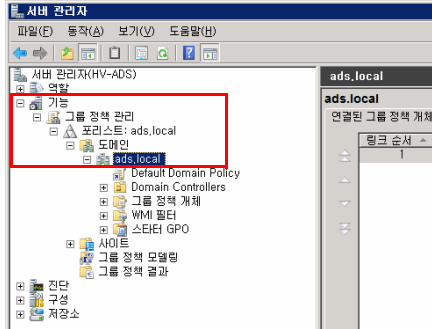 서버 관리자
파일(F) 동작(A) 보기(V) 도움말(H)
서버 관리자(HV-ADS)
역할
기능
그룹 정책 관리
포리스트: ads.local
도메인
ads.local
Default Domain Policy
Domain Controllers
그룹 정책 개체
WMI 필터
스타터 GPO
사이트
그룹 정책 모델링
그룹 정책 결과
진단
구성
저장소
ads.local
ads.local
연결된 그룹 정책 개체
링크 순서
1